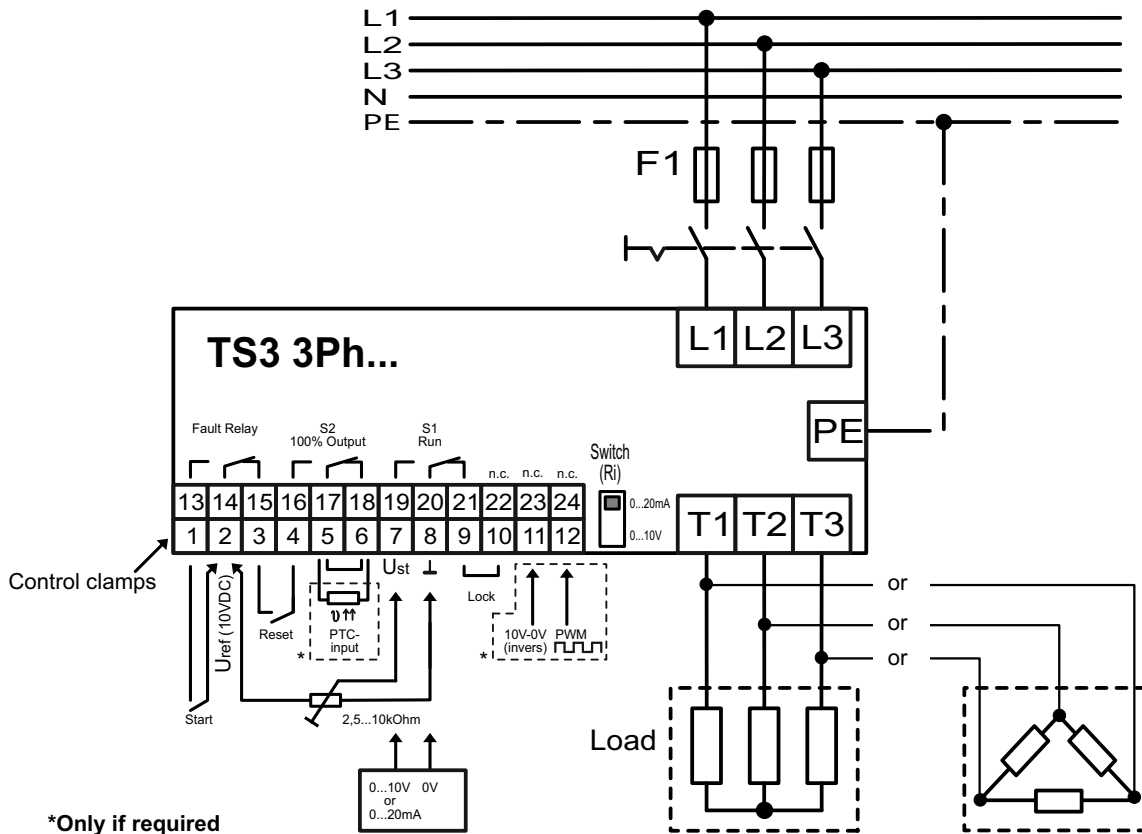 L1
L2
L3
N
PE
F1
L1 L2 L3
TS3 3Ph...
PE
Fault Relay
S2
100% Output
S1
Run
n.c. n.c. n.c.
Switch
(Ri)
0...20mA
0...10V
13 14 15 16 17 18 19 20 21 22 23 24
1 2 3 4 5 6 7 8 9 10 11 12
T1 T2 T3
Control clamps
Uref (10VDC)
Ust
⊥
Start
Reset
υ ↑↑
PTC-
input
*
Lock
10V-0V
(invers)
PWM
*
2,5...10kOhm
0...10V 0V
or
0...20mA
or
or
or
Load
*Only if required